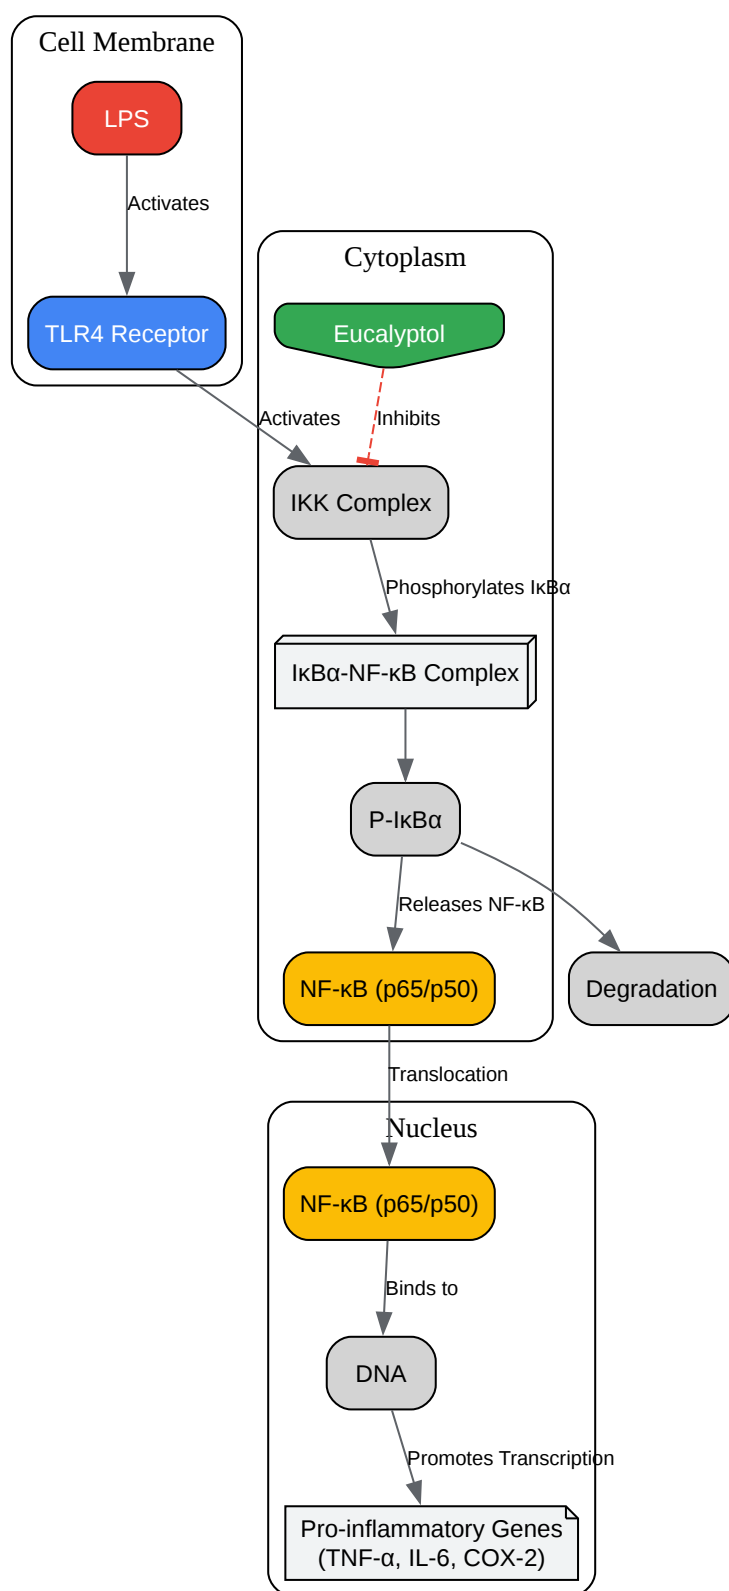 Cell Membrane
LPS
Activates
TLR4 Receptor
Cytoplasm
Eucalyptol
Activates
Inhibits
IKK Complex
Phosphorylates IκBα
IκBα-NF-κB Complex
P-IκBα
Releases NF-κB
NF-κB (p65/p50)
Degradation
Translocation
Nucleus
NF-κB (p65/p50)
Binds to
DNA
Promotes Transcription
Pro-inflammatory Genes
(TNF-α, IL-6, COX-2)